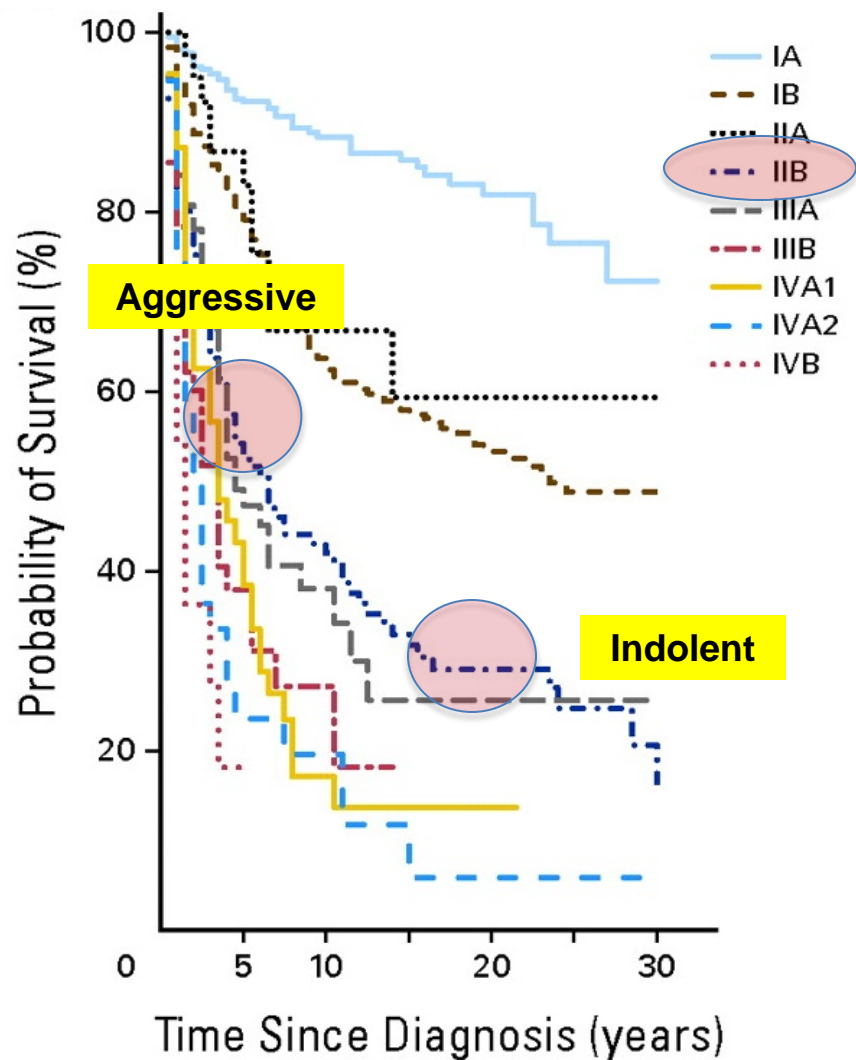 100
80
60
40
20
0
5
10
20
30
Probability of Survival (%)
Time Since Diagnosis (years)
IA
IB
IIA
IIB
IIIA
IIIB
IVA1
IVA2
IVB
Aggressive
Indolent